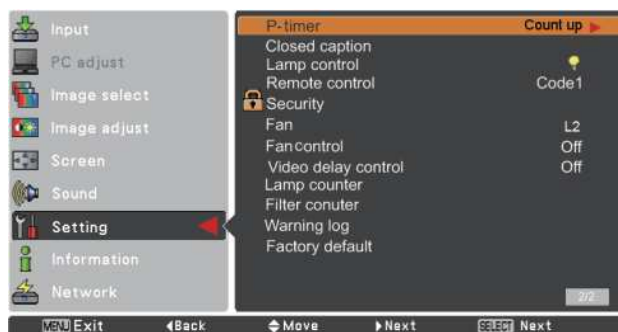 Input
PC adjust
Image select
Image adjust
Screen
Sound
Setting
Information
Network
P-timer Count up
Closed caption
Lamp control
Remote control Code1
Security
Fan L2
Fan control Off
Video delay control Off
Lamp counter
Filter conuter
Warning log
Factory default
2/2
MENU Exit Back Move Next SELECT Next